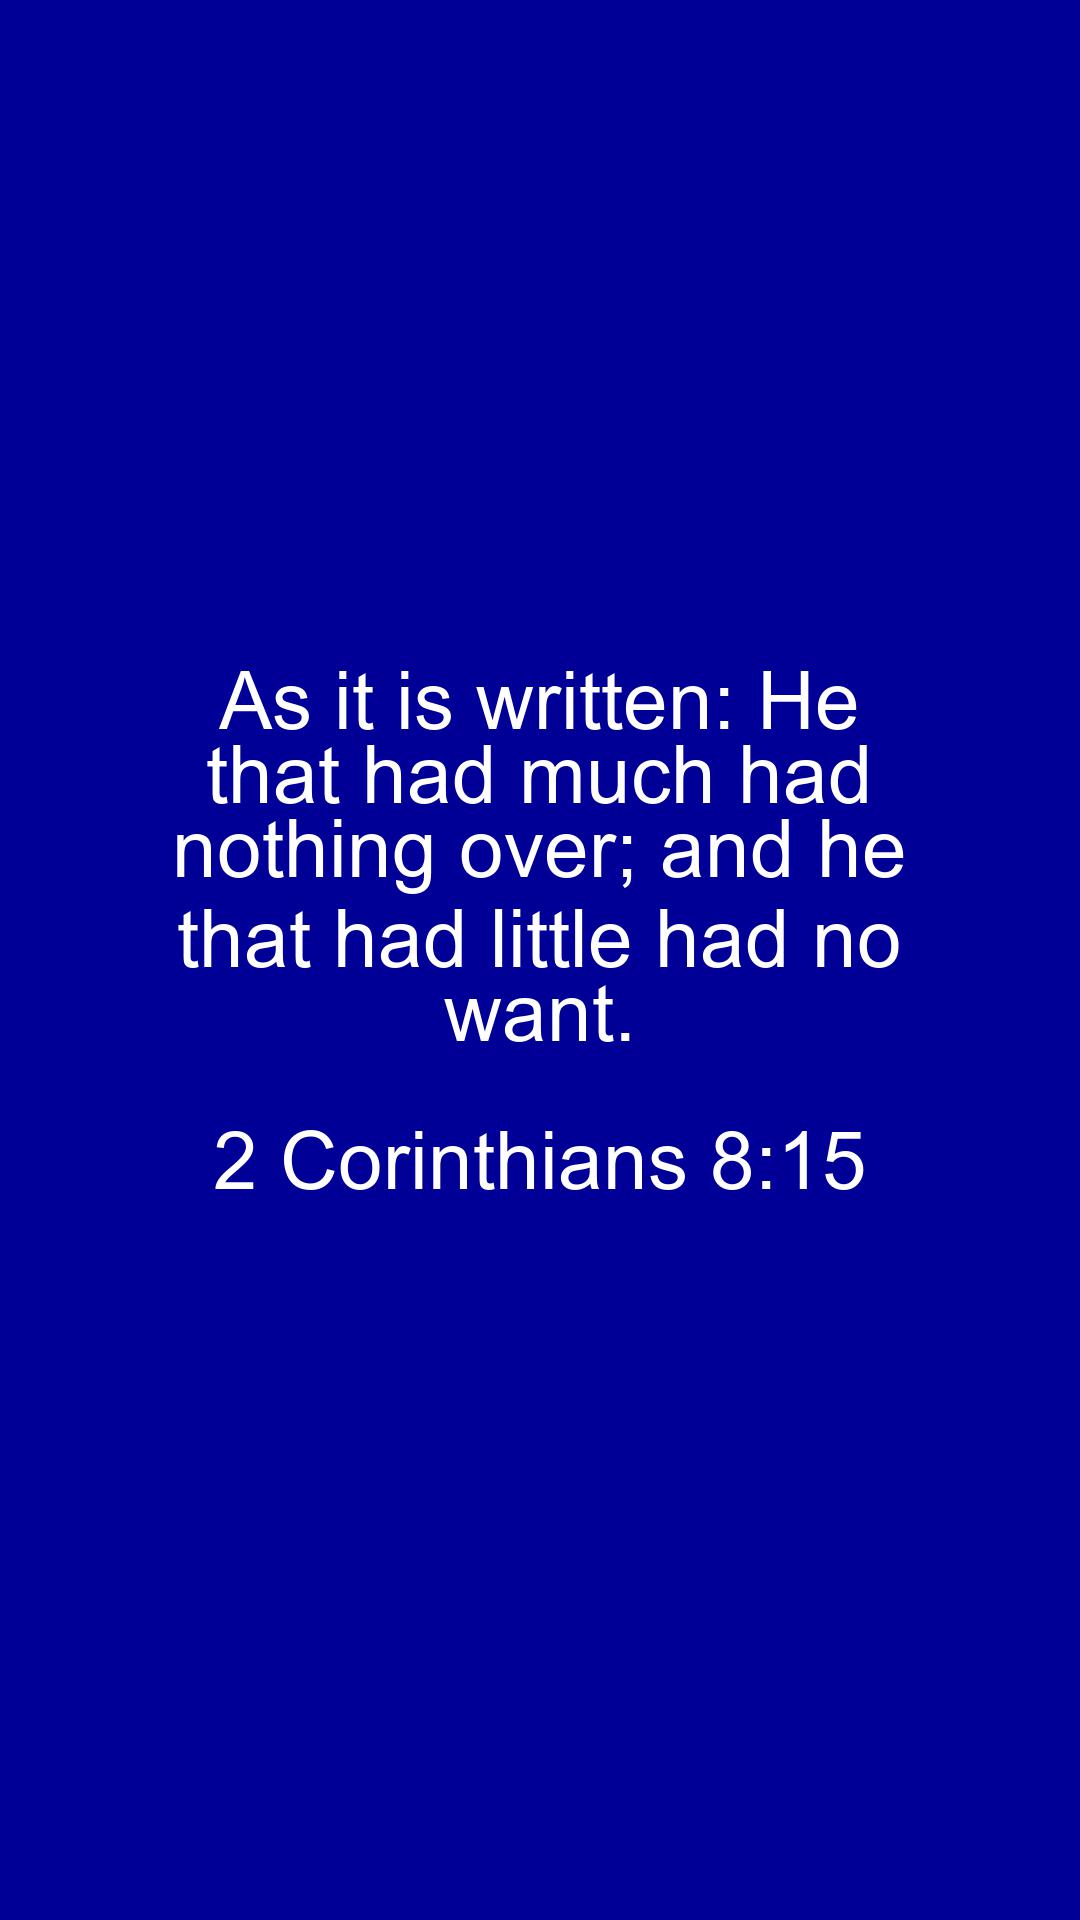 As it is written: He
that had much had
nothing over; and he
that had little had no
want.
2 Corinthians 8:15